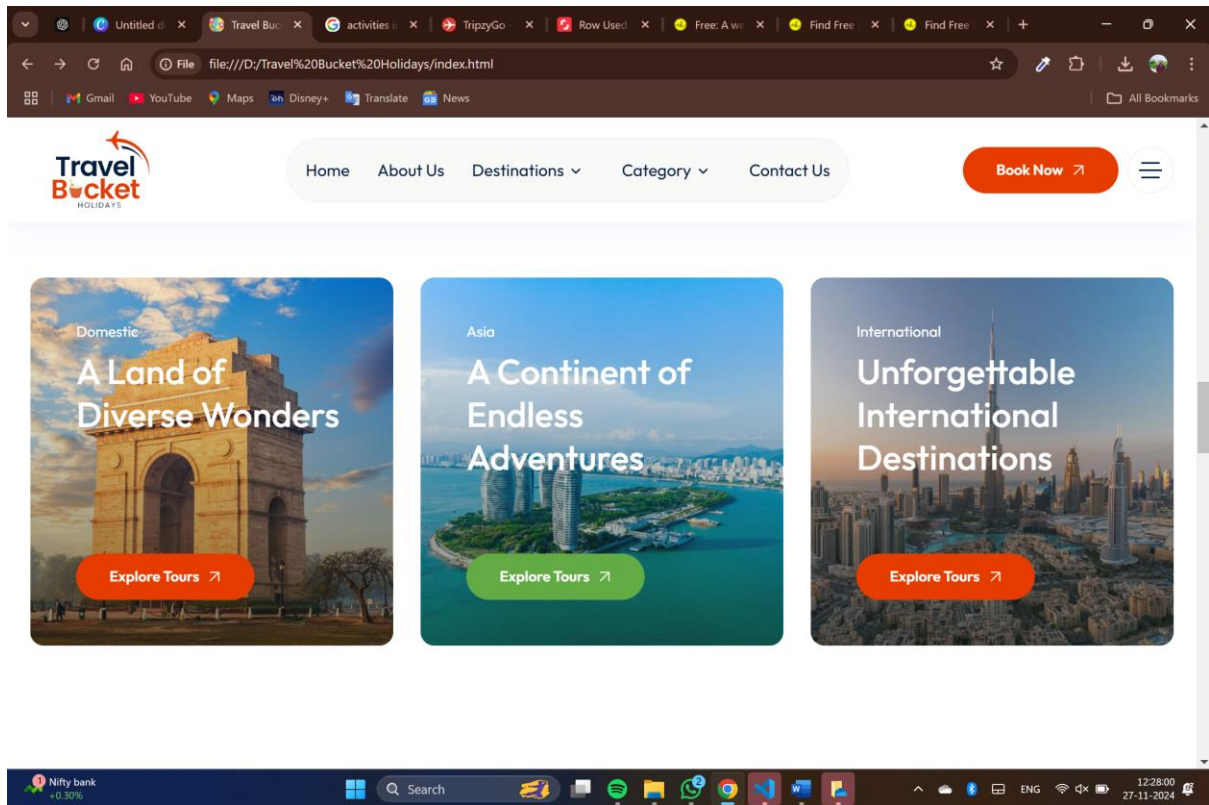 Untitled d
Travel Buc
activities i
TripzyGo -
Row Used
Free: A we
Find Free
Find Free
File
file:///D:/Travel%20Bucket%20Holidays/index.html
Gmail
YouTube
Maps
Disney+
Translate
News
All Bookmarks
Travel
Bucket
HOLIDAYS
Home
About Us
Destinations
Category
Contact Us
Book Now
Domestic
A Land of
Diverse Wonders
Explore Tours
Asia
A Continent of
Endless
Adventures
Explore Tours
International
Unforgettable
International
Destinations
Explore Tours
Nifty bank
+0.30%
Search
ENG
12:28:00
27-11-2024